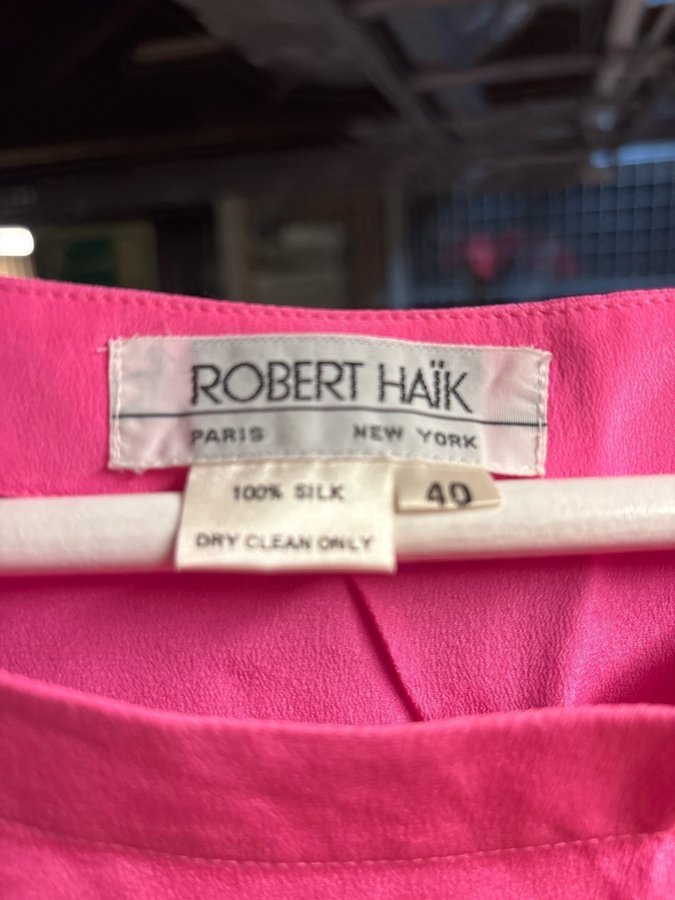 ROBERT HAÏK
PARIS NEW YORK
100% SILK 40
DRY CLEAN ONLY